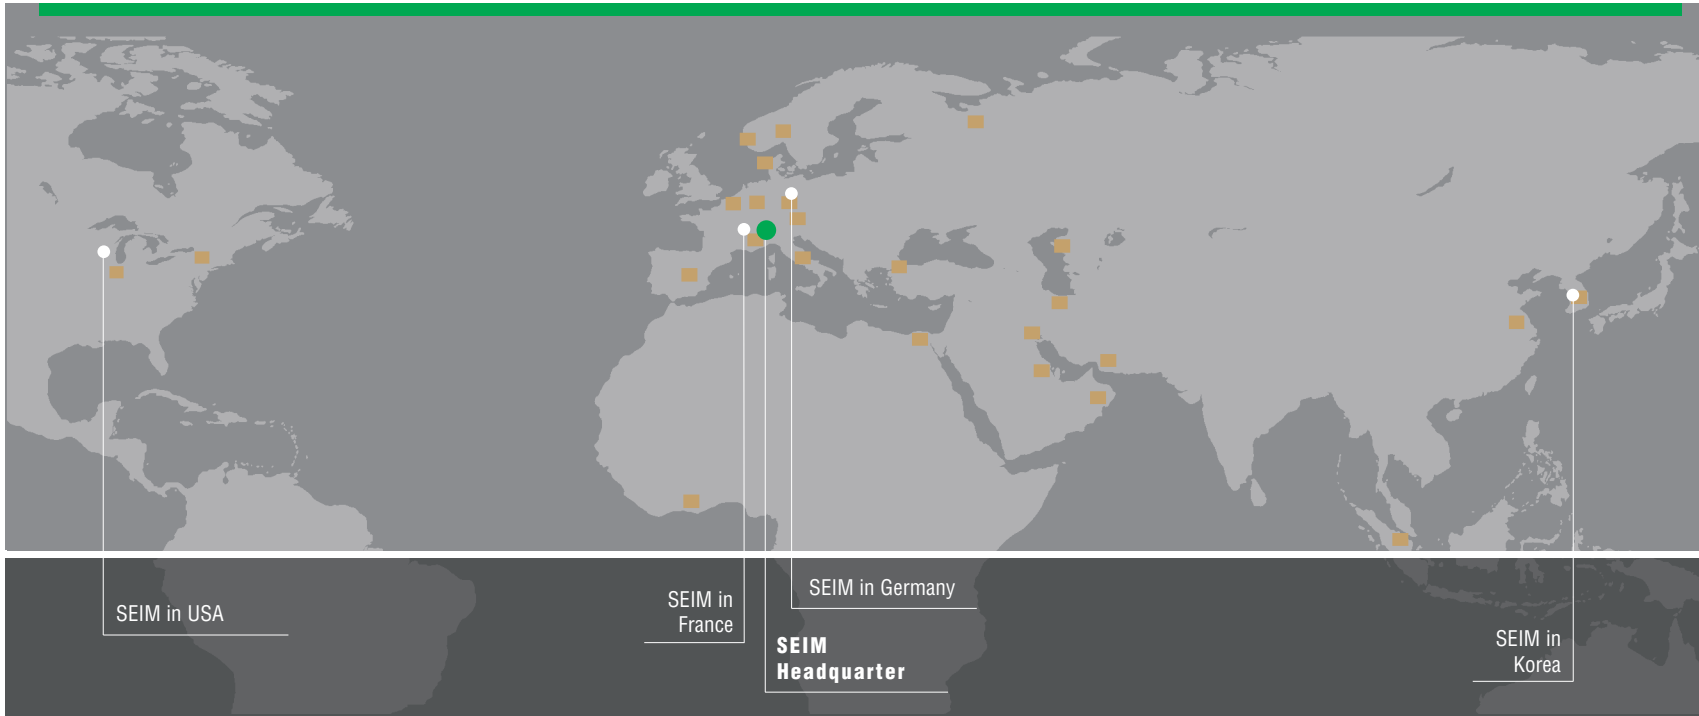 SEIM in USA
SEIM in
France
SEIM in Germany
SEIM
Headquarter
SEIM in
Korea